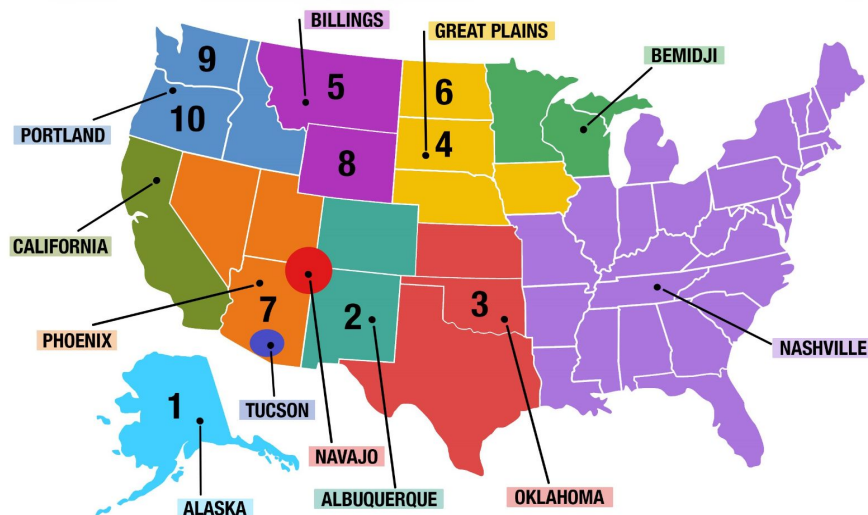 BILLINGS
GREAT PLAINS
BEMIDJI
9
5
6
10
PORTLAND
4
8
CALIFORNIA
7
2
3
PHOENIX
NASHVILLE
1
TUCSON
NAVAJO
ALBUQUERQUE
OKLAHOMA
ALASKA